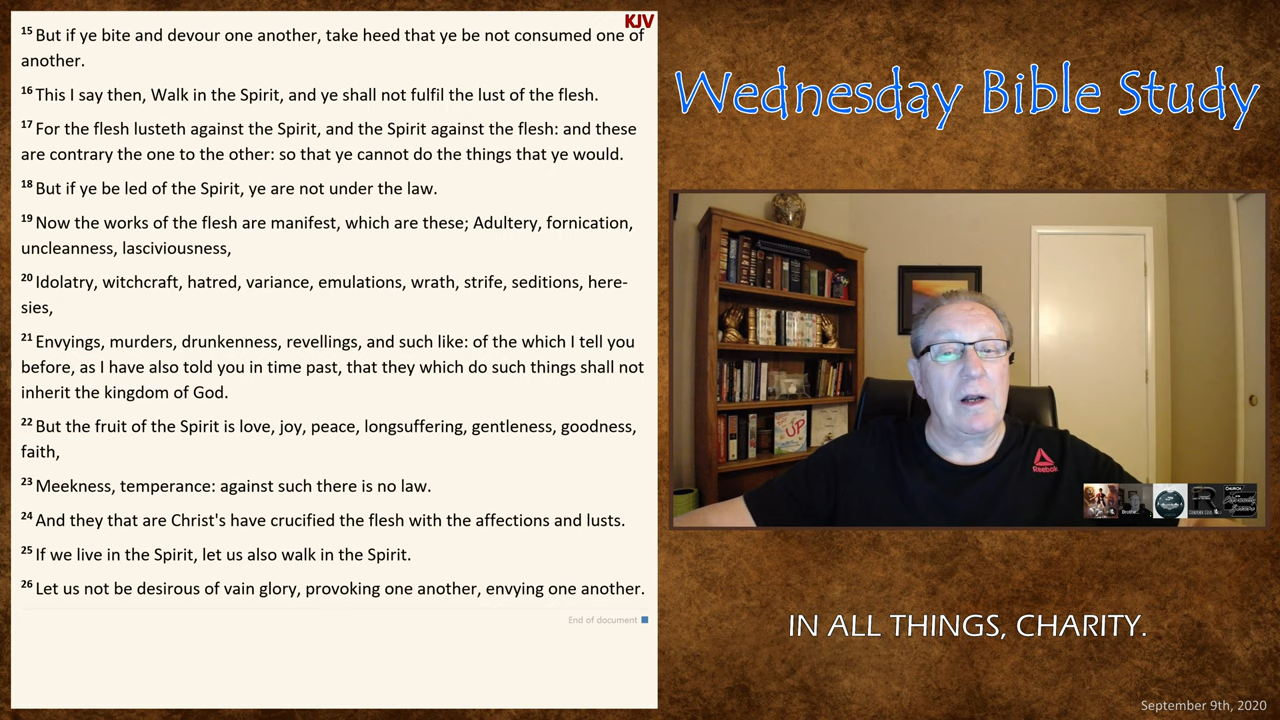 KJV
15 But if ye bite and devour one another, take heed that ye be not consumed one of
another.
16 This I say then, Walk in the Spirit, and ye shall not fulfil the lust of the flesh.
17 For the flesh lusteth against the Spirit, and the Spirit against the flesh: and these
are contrary the one to the other: so that ye cannot do the things that ye would.
18 But if ye be led of the Spirit, ye are not under the law.
19 Now the works of the flesh are manifest, which are these; Adultery, fornication,
uncleanness, lasciviousness,
20 Idolatry, witchcraft, hatred, variance, emulations, wrath, strife, seditions, here-
sies,
21 Envyings, murders, drunkenness, revellings, and such like: of the which I tell you
before, as I have also told you in time past, that they which do such things shall not
inherit the kingdom of God.
22 But the fruit of the Spirit is love, joy, peace, longsuffering, gentleness, goodness,
faith,
23 Meekness, temperance: against such there is no law.
24 And they that are Christ's have crucified the flesh with the affections and lusts.
25 If we live in the Spirit, let us also walk in the Spirit.
26 Let us not be desirous of vain glory, provoking one another, envying one another.
End of document
Wednesday Bible Study
UP
Reebok
CHURCH
IN ALL THINGS, CHARITY.
September 9th, 2020